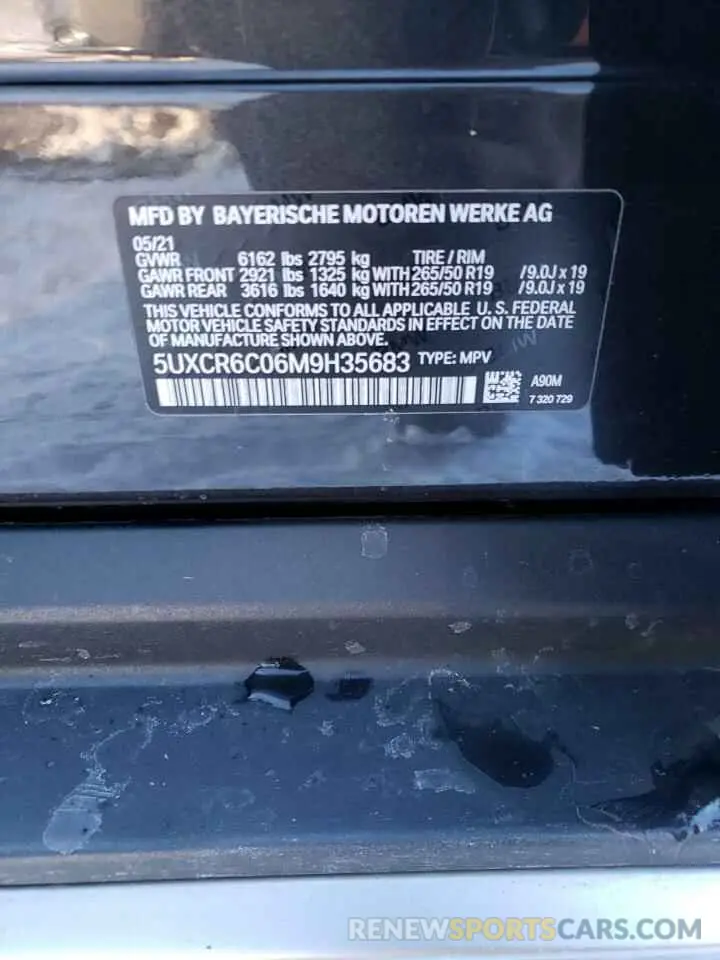 MFD BY BAYERISCHE MOTOREN WERKE AG
05/21
GVWR 6162 lbs 2795 kg TIRE / RIM
GAWR FRONT 2921 lbs 1325 kg WITH 265/50 R19 /9.0J x 19
GAWR REAR 3616 lbs 1640 kg WITH 265/50 R19 /9.0J x 19
THIS VEHICLE CONFORMS TO ALL APPLICABLE U.S. FEDERAL
MOTOR VEHICLE SAFETY STANDARDS IN EFFECT ON THE DATE
OF MANUFACTURE SHOWN ABOVE.
5UXCR6C06M9H35683 TYPE: MPV
A90M
7 320 729
RENEWSPORTSCARS.COM